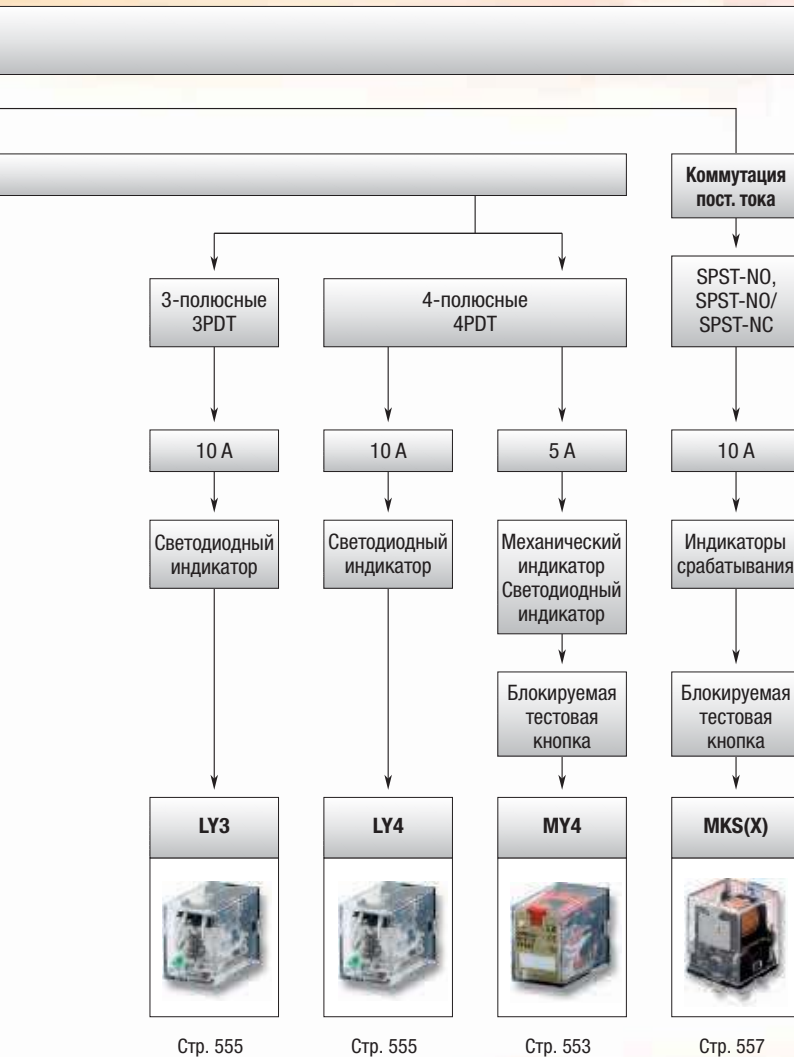 Коммутация
пост. тока
3-полюсные
3PDT
4-полюсные
4PDT
SPST-NO,
SPST-NO/
SPST-NC
10 A
10 A
5 A
10 A
Светодиодный
индикатор
Светодиодный
индикатор
Механический
индикатор
Светодиодный
индикатор
Индикаторы
срабатывания
Блокируемая
тестовая
кнопка
Блокируемая
тестовая
кнопка
LY3
LY4
MY4
MKS(X)
Стр. 555
Стр. 555
Стр. 553
Стр. 557